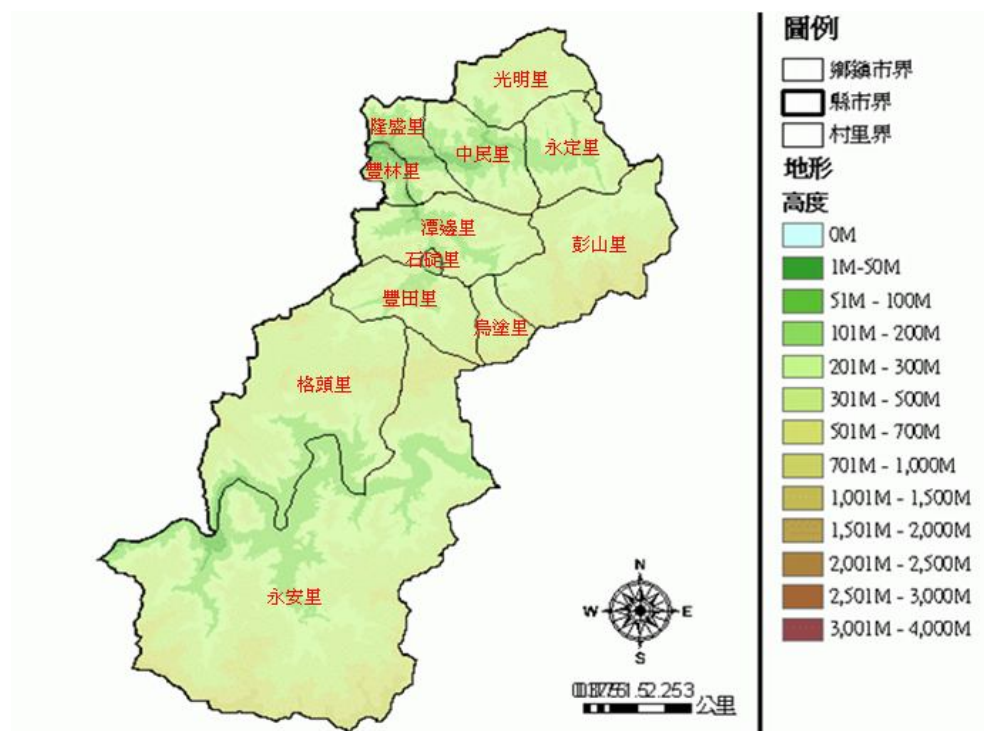 光明里
隆盛里
中民里
永定里
豐林里
潭邊里
彭山里
石碇里
豐田里
烏塗里
格頭里
永安里
N
W
E
S
公里
圖例
鄉鎮市界
縣市界
村里界
地形
高度
0M
1M-50M
51M - 100M
101M - 200M
201M - 300M
301M - 500M
501M - 700M
701M - 1,000M
1,001M - 1,500M
1,501M - 2,000M
2,001M - 2,500M
2,501M - 3,000M
3,001M - 4,000M